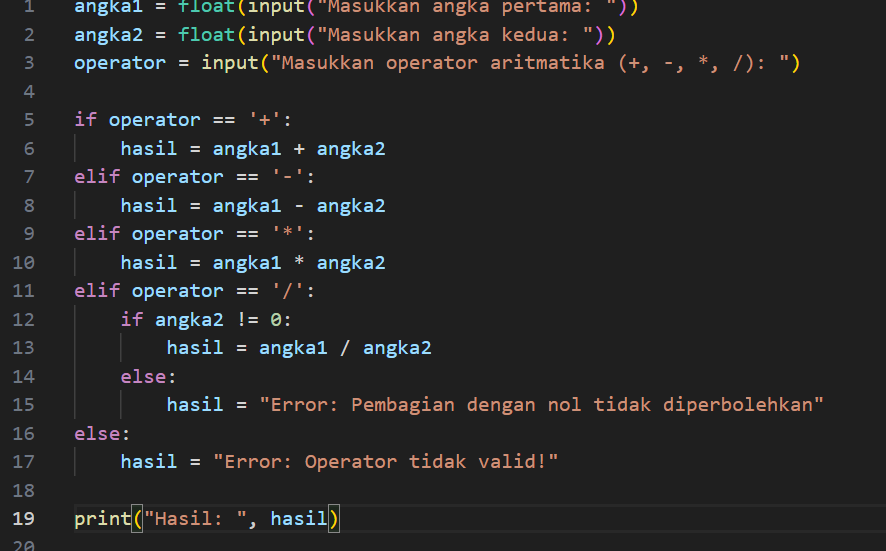 1 angka1 = float(input("Masukkan angka pertama: "))
2 angka2 = float(input("Masukkan angka kedua: "))
3 operator = input("Masukkan operator aritmatika (+, -, *, /): ")
4
5 if operator == '+':
6     hasil = angka1 + angka2
7 elif operator == '-':
8     hasil = angka1 - angka2
9 elif operator == '*':
10     hasil = angka1 * angka2
11 elif operator == '/':
12     if angka2 != 0:
13         hasil = angka1 / angka2
14     else:
15         hasil = "Error: Pembagian dengan nol tidak diperbolehkan"
16 else:
17     hasil = "Error: Operator tidak valid!"
18
19 print("Hasil: ", hasil)
20